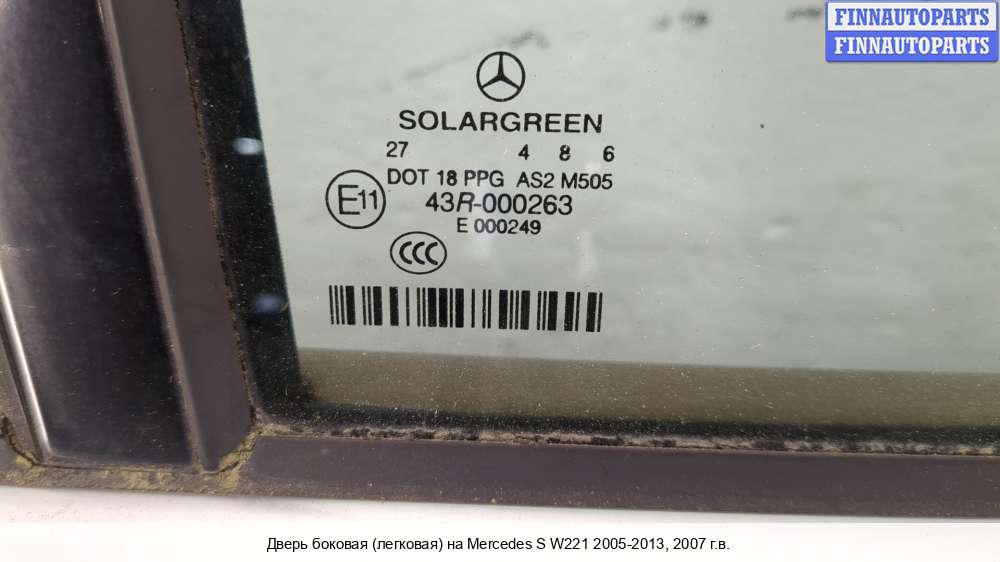 FINNAUTOPARTS
FINNAUTOPARTS
SOLARGREEN
27 4 8 6
DOT 18 PPG AS2 M505
E11
43R-000263
E 000249
CCC
Дверь боковая (легковая) на Mercedes S W221 2005-2013, 2007 г.в.